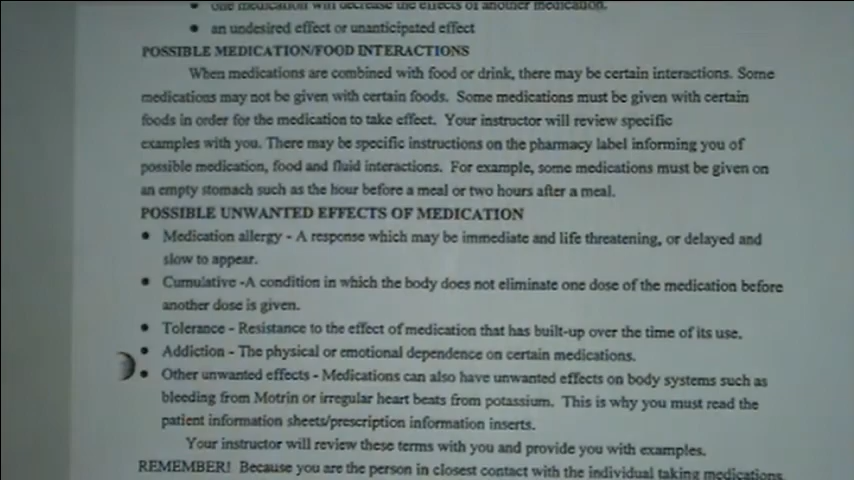 one medication will decrease the effects of another medication.
• an undesired effect or unanticipated effect
POSSIBLE MEDICATION/FOOD INTERACTIONS
When medications are combined with food or drink, there may be certain interactions. Some
medications may not be given with certain foods. Some medications must be given with certain
foods in order for the medication to take effect. Your instructor will review specific
examples with you. There may be specific instructions on the pharmacy label informing you of
possible medication, food and fluid interactions. For example, some medications must be given on
an empty stomach such as the hour before a meal or two hours after a meal.
POSSIBLE UNWANTED EFFECTS OF MEDICATION
• Medication allergy - A response which may be immediate and life threatening, or delayed and
slow to appear.
• Cumulative -A condition in which the body does not eliminate one dose of the medication before
another dose is given.
• Tolerance - Resistance to the effect of medication that has built-up over the time of its use.
• Addiction - The physical or emotional dependence on certain medications.
• Other unwanted effects - Medications can also have unwanted effects on body systems such as
bleeding from Motrin or irregular heart beats from potassium. This is why you must read the
patient information sheets/prescription information inserts.
Your instructor will review these terms with you and provide you with examples.
REMEMBER! Because you are the person in closest contact with the individual taking medications